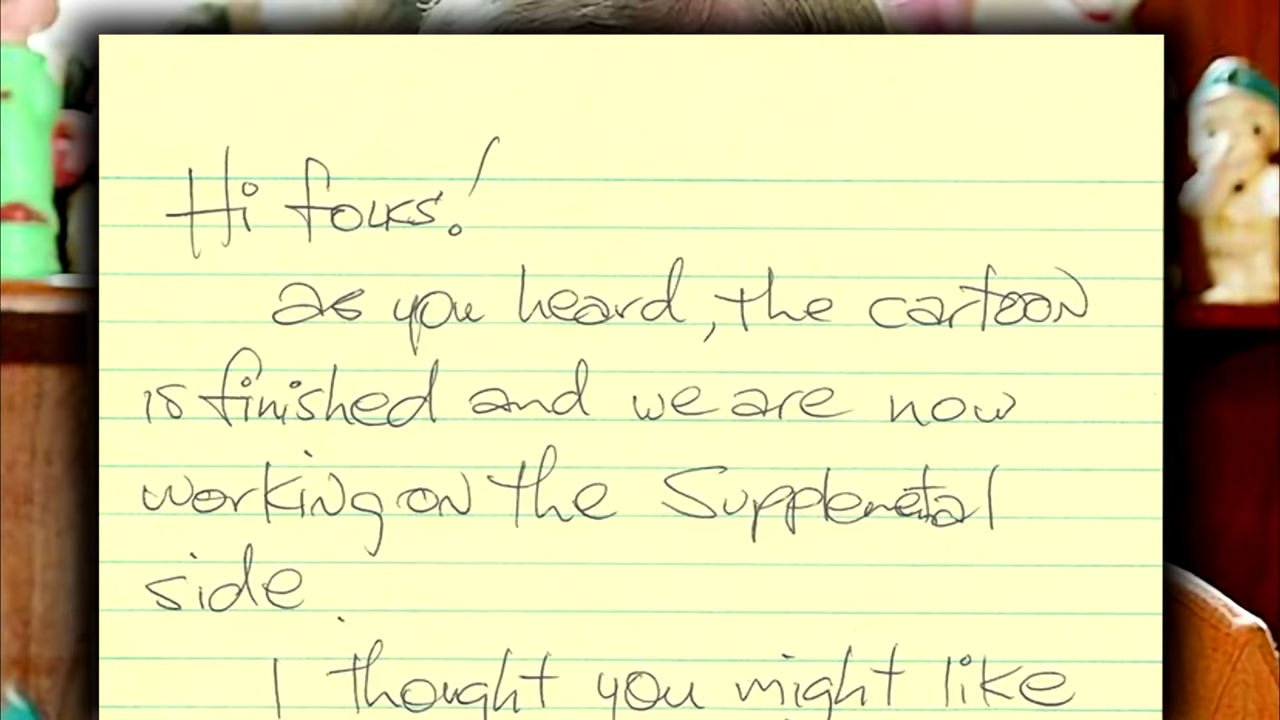 Hi folks!
as you heard, the cartoon
is finished and we are now
working on the Supplemetal
side.
I thought you might like